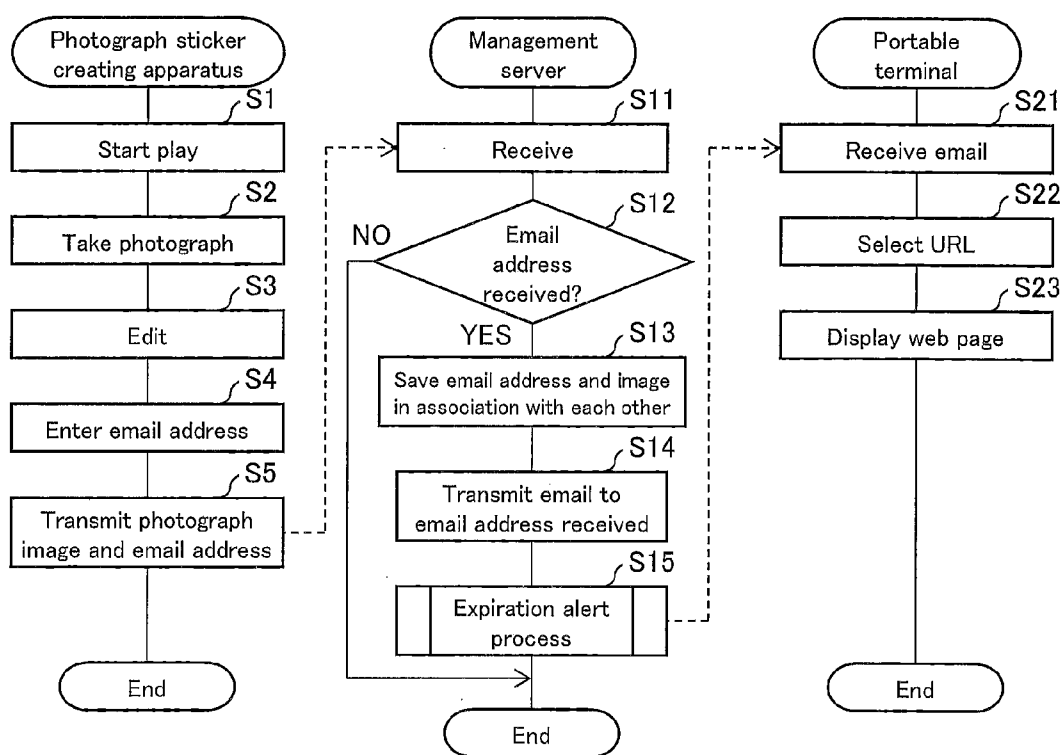 Photograph sticker
creating apparatus
S1
Start play
S2
Take photograph
S3
Edit
S4
Enter email address
S5
Transmit photograph
image and email address
End
Management
server
S11
Receive
S12
NO
Email
address
received?
YES
S13
Save email address and image
in association with each other
S14
Transmit email to
email address received
S15
Expiration alert
process
End
Portable
terminal
S21
Receive email
S22
Select URL
S23
Display web page
End